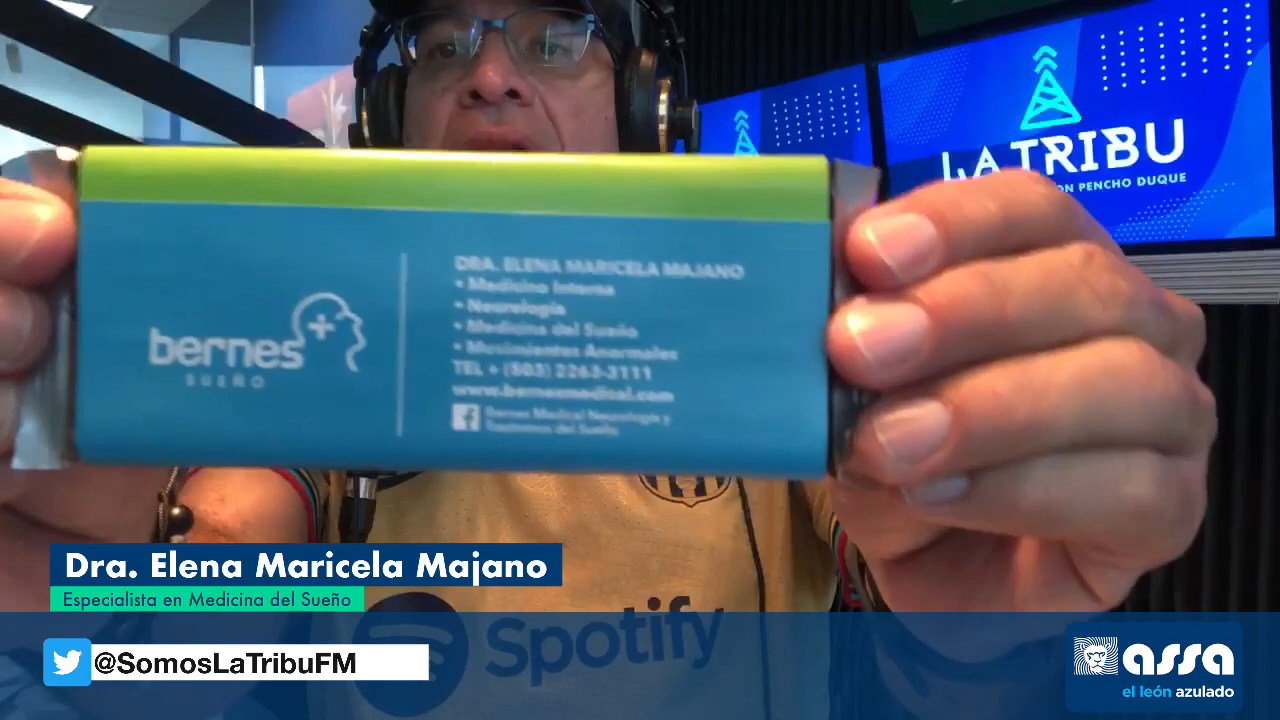 LA TRIBU
ON PENCHO DUQUE
bernes
SUEÑO
DRA. ELENA MARICELA MAJANO
• Medicina Interna
• Neurología
• Medicina del Sueño
• Movimientos Anormales
TEL + (503) 2263-3111
www.bernesmedical.com
Bernes Medical Neurología y
Trastornos del Sueño
Dra. Elena Maricela Majano
Especialista en Medicina del Sueño
Spotify
@SomosLaTribuFM
assa
el león azulado